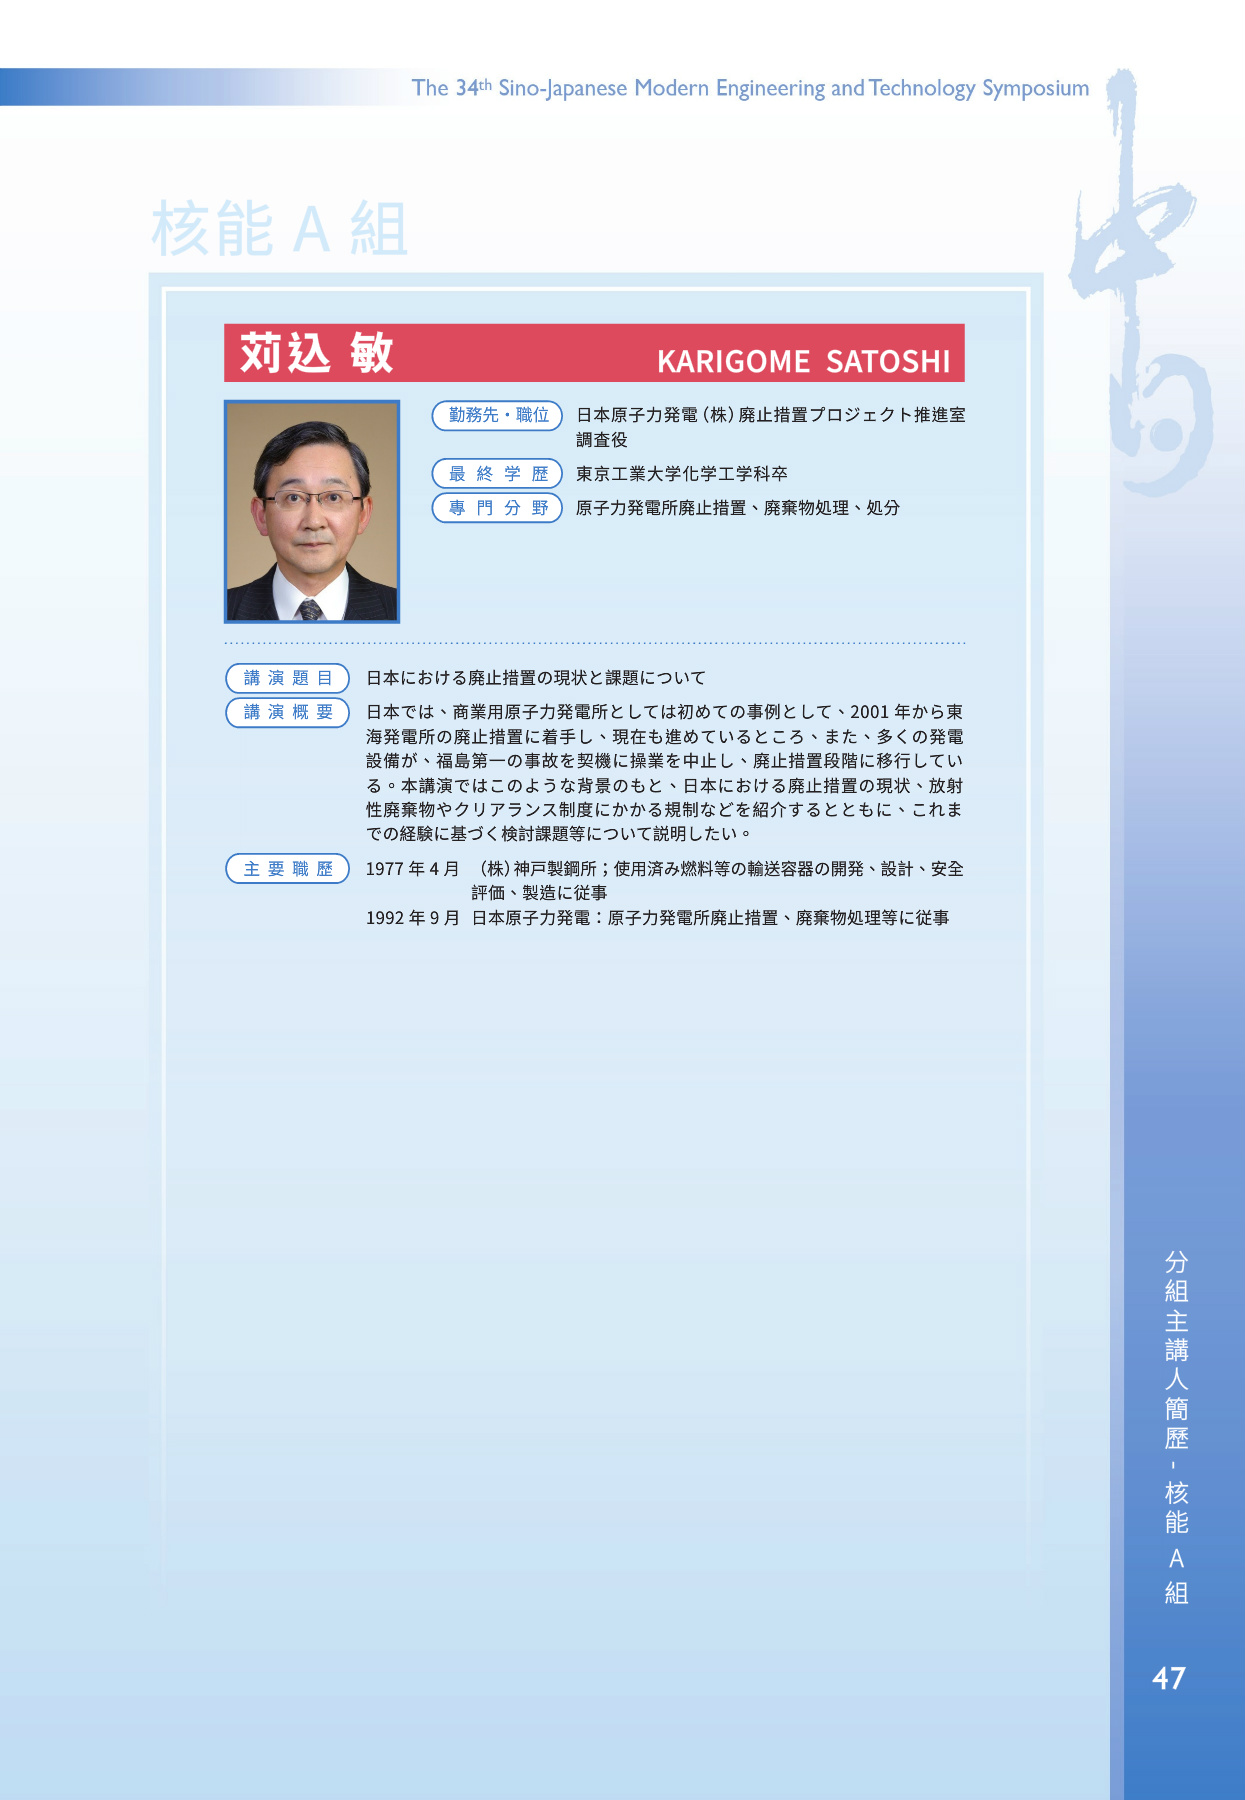 The 34th Sino-Japanese Modern Engineering and Technology Symposium
核能 A 組
苅込 敏 KARIGOME SATOSHI
勤務先・職位 日本原子力発電（株）廃止措置プロジェクト推進室
調査役
最終学歴 東京工業大学化学工学科卒
專門分野 原子力発電所廃止措置、廃棄物処理、処分
講演題目 日本における廃止措置の現状と課題について
講演概要 日本では、商業用原子力発電所としては初めての事例として、2001 年から東
海発電所の廃止措置に着手し、現在も進めているところ、また、多くの発電
設備が、福島第一の事故を契機に操業を中止し、廃止措置段階に移行してい
る。本講演ではこのような背景のもと、日本における廃止措置の現状、放射
性廃棄物やクリアランス制度にかかる規制などを紹介するとともに、これま
での経験に基づく検討課題等について説明したい。
主要職歷 1977 年 4 月 （株）神戸製鋼所；使用済み燃料等の輸送容器の開発、設計、安全
評価、製造に従事
1992 年 9 月 日本原子力発電：原子力発電所廃止措置、廃棄物処理等に従事
分組主講人簡歷 - 核能 A 組
47
中日